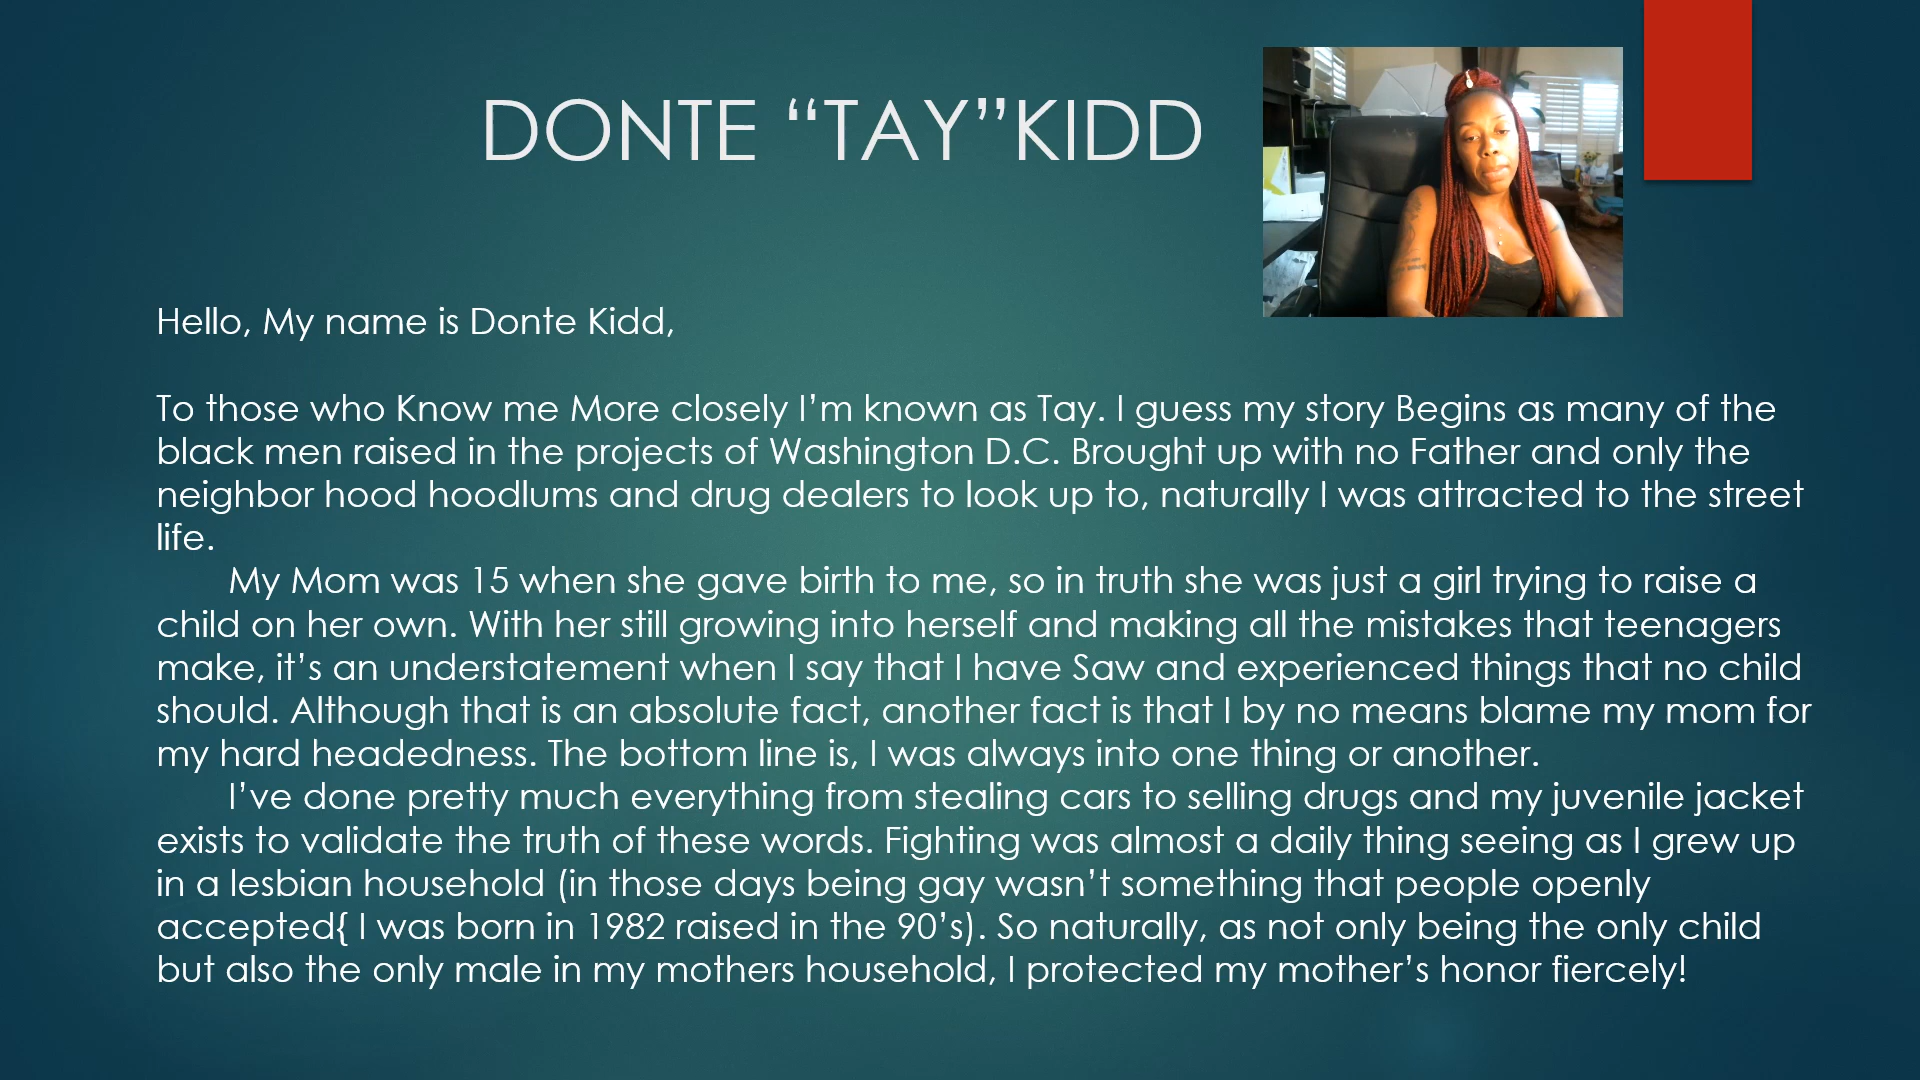 DONTE “TAY”KIDD
Hello, My name is Donte Kidd,
To those who Know me More closely I’m known as Tay. I guess my story Begins as many of the
black men raised in the projects of Washington D.C. Brought up with no Father and only the
neighbor hood hoodlums and drug dealers to look up to, naturally I was attracted to the street
life.
My Mom was 15 when she gave birth to me, so in truth she was just a girl trying to raise a
child on her own. With her still growing into herself and making all the mistakes that teenagers
make, it’s an understatement when I say that I have Saw and experienced things that no child
should. Although that is an absolute fact, another fact is that I by no means blame my mom for
my hard headedness. The bottom line is, I was always into one thing or another.
I’ve done pretty much everything from stealing cars to selling drugs and my juvenile jacket
exists to validate the truth of these words. Fighting was almost a daily thing seeing as I grew up
in a lesbian household (in those days being gay wasn’t something that people openly
accepted{ I was born in 1982 raised in the 90’s). So naturally, as not only being the only child
but also the only male in my mothers household, I protected my mother’s honor fiercely!